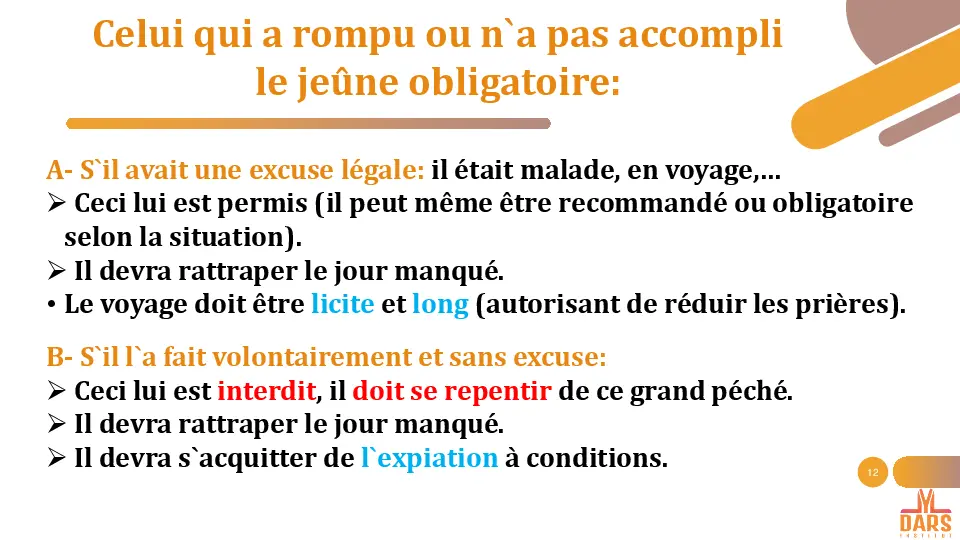 Celui qui a rompu ou n`a pas accompli
le jeûne obligatoire:
A- S`il avait une excuse légale: il était malade, en voyage,…
➢ Ceci lui est permis (il peut même être recommandé ou obligatoire
selon la situation).
➢ Il devra rattraper le jour manqué.
• Le voyage doit être licite et long (autorisant de réduir les prières).
B- S`il l`a fait volontairement et sans excuse:
➢ Ceci lui est interdit, il doit se repentir de ce grand péché.
➢ Il devra rattraper le jour manqué.
➢ Il devra s`acquitter de l`expiation à conditions.
12
DARS
INSTITUT